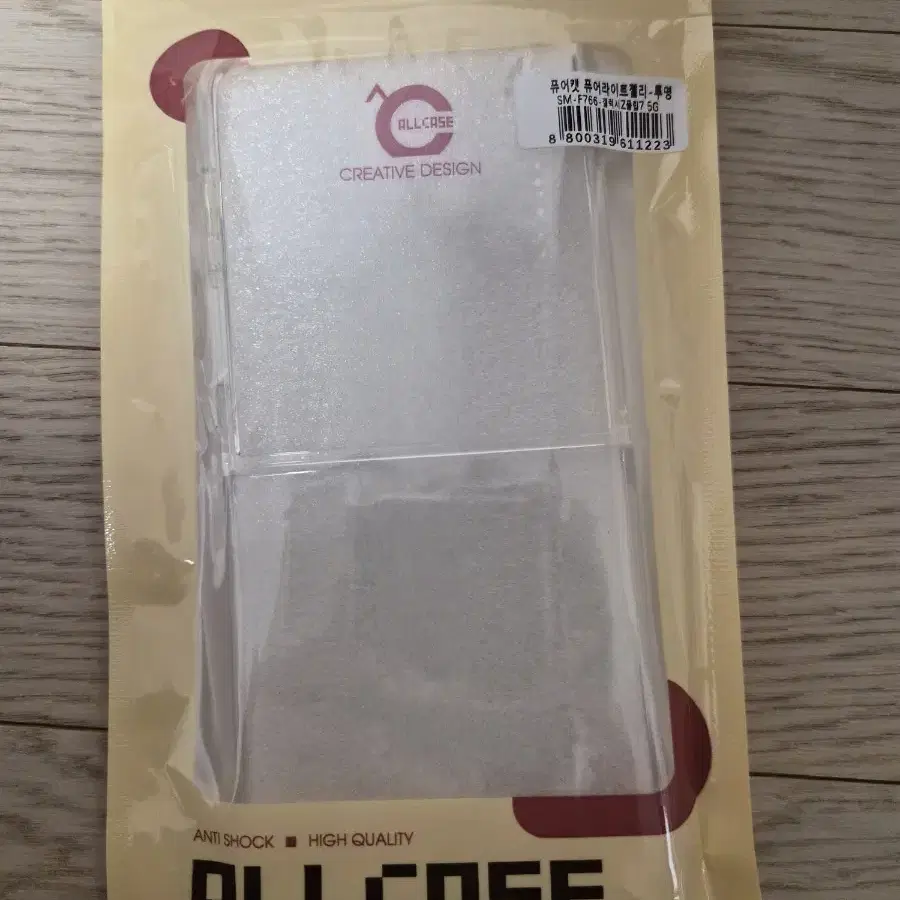 퓨어캣 퓨어라이트젤리-투명
SM-F766-갤럭시Z플립7 5G
8 800319 611223
ALLCASE
CREATIVE DESIGN
ANTI SHOCK ■ HIGH QUALITY
ALLCASE